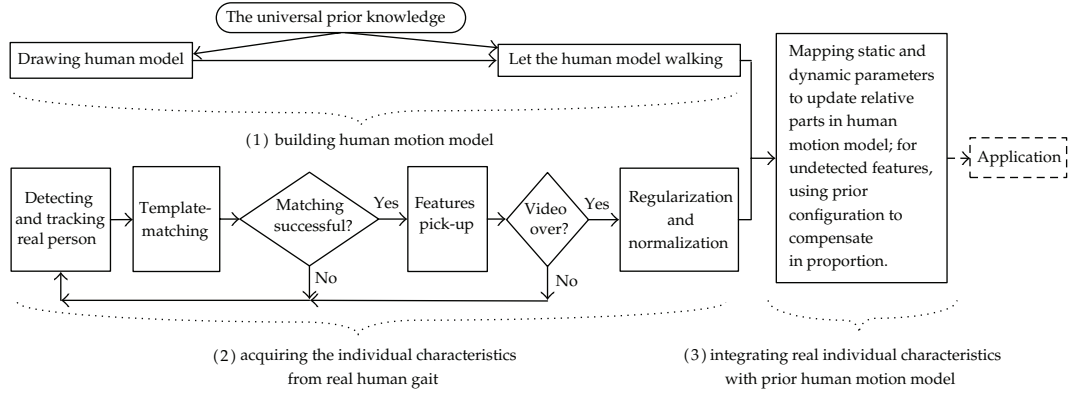 The universal prior knowledge
Drawing human model
Let the human model walking
(1) building human motion model
Detecting
and tracking
real person
Template-
matching
Matching
successful?
Yes
No
Features
pick-up
Video
over?
Yes
No
Regularization
and
normalization
(2) acquiring the individual characteristics
from real human gait
Mapping static and
dynamic parameters
to update relative
parts in human
motion model; for
undetected features,
using prior
configuration to
compensate
in proportion.
(3) integrating real individual characteristics
with prior human motion model
Application